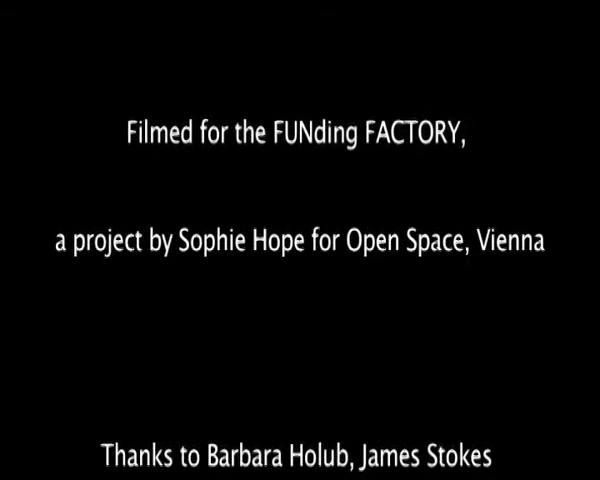 Filmed for the FUNding FACTORY,
a project by Sophie Hope for Open Space, Vienna
Thanks to Barbara Holub, James Stokes